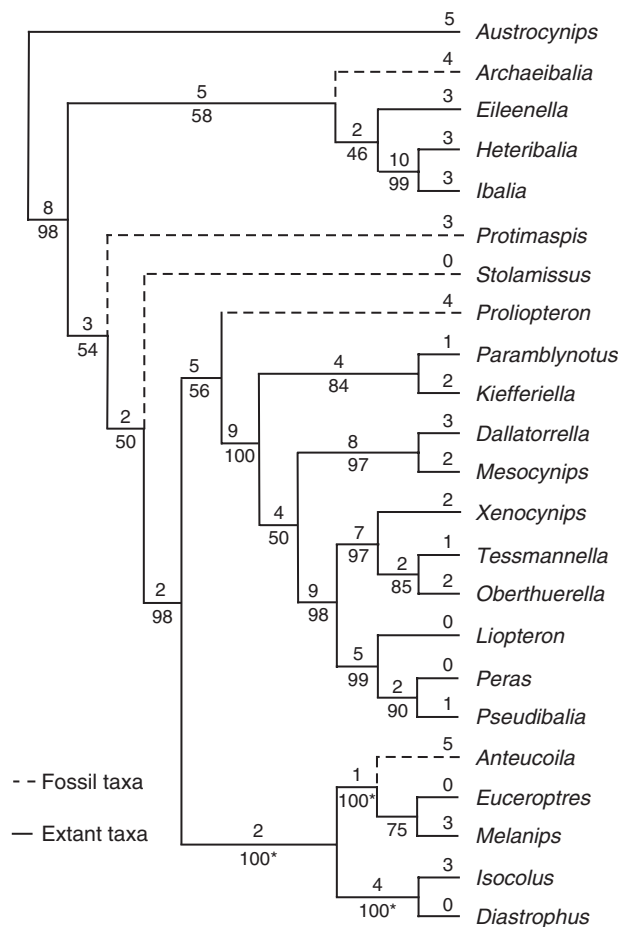 5 Austrocynips
4 Archaeibalia
5
58
3 Eileenella
2
46
3 Heteribalia
10
99
3 Ibalia
8
98
3 Protimaspis
0 Stolamissus
4 Proliopteron
3
54
1 Paramblynotus
4
84
5
56
2 Kiefferiella
3 Dallatorrella
8
97
2
50
9
100
2 Mesocynips
2 Xenocynips
4
50
7
97
1 Tessmannella
2
85
2 Oberthuerella
2
98
9
98
0 Liopteron
5
99
0 Peras
2
90
1 Pseudibalia
5 Anteucoila
-- Fossil taxa
1
100*
0 Euceroptres
75
3 Melanips
— Extant taxa
2
100*
3 Isocolus
4
100*
0 Diastrophus